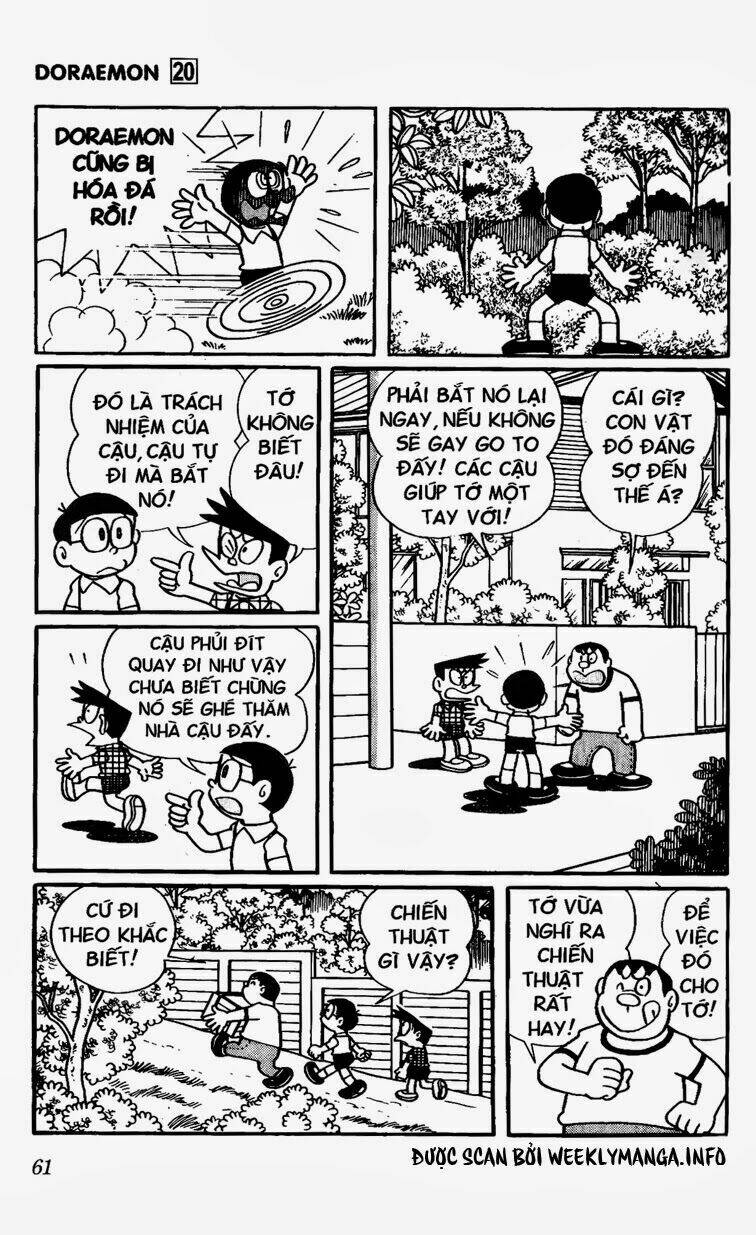 DORAEMON 20
DORAEMON
CŨNG BỊ
HÓA ĐÁ
RỒI!
CÁI GÌ?
CON VẬT
ĐÓ ĐÁNG
SỢ ĐẾN
THẾ Á?
PHẢI BẮT NÓ LẠI
NGAY, NẾU KHÔNG
SẼ GAY GO TO
ĐẤY! CÁC CẬU
GIÚP TỚ MỘT
TAY VỚI!
TỚ
KHÔNG
BIẾT
ĐÂU!
ĐÓ LÀ TRÁCH
NHIỆM CỦA
CẬU, CẬU TỰ
ĐI MÀ BẮT
NÓ!
CẬU PHỦI ĐÍT
QUAY ĐI NHƯ VẬY
CHƯA BIẾT CHỪNG
NÓ SẼ GHÉ THĂM
NHÀ CẬU ĐẤY.
ĐỂ
VIỆC
ĐÓ
CHO
TỚ!
TỚ VỪA
NGHĨ RA
CHIẾN
THUẬT
RẤT
HAY!
CHIẾN
THUẬT
GÌ VẬY?
CỨ ĐI
THEO KHẮC
BIẾT!
61
ĐƯỢC SCAN BỞI WEEKLYMANGA.INFO